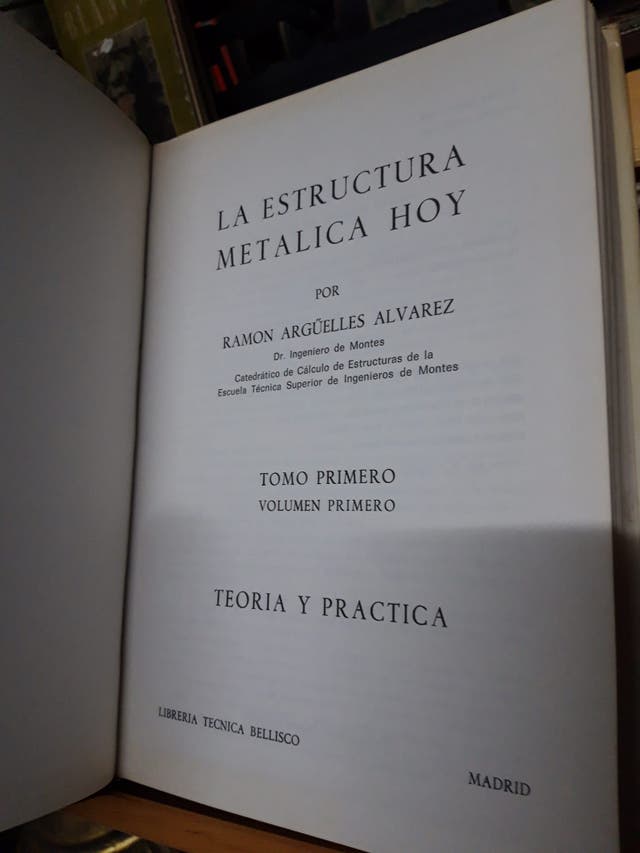 LA ESTRUCTURA
METALICA HOY
POR
RAMON ARGÜELLES ALVAREZ
Dr. Ingeniero de Montes
Catedrático de Cálculo de Estructuras de la
Escuela Técnica Superior de Ingenieros de Montes
TOMO PRIMERO
VOLUMEN PRIMERO
TEORIA Y PRACTICA
LIBRERIA TECNICA BELLISCO
MADRID